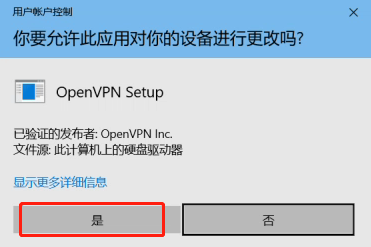 用户帐户控制
你要允许此应用对你的设备进行更改吗?
OpenVPN Setup
已验证的发布者: OpenVPN Inc.
文件源: 此计算机上的硬盘驱动器
显示更多详细信息
是
否